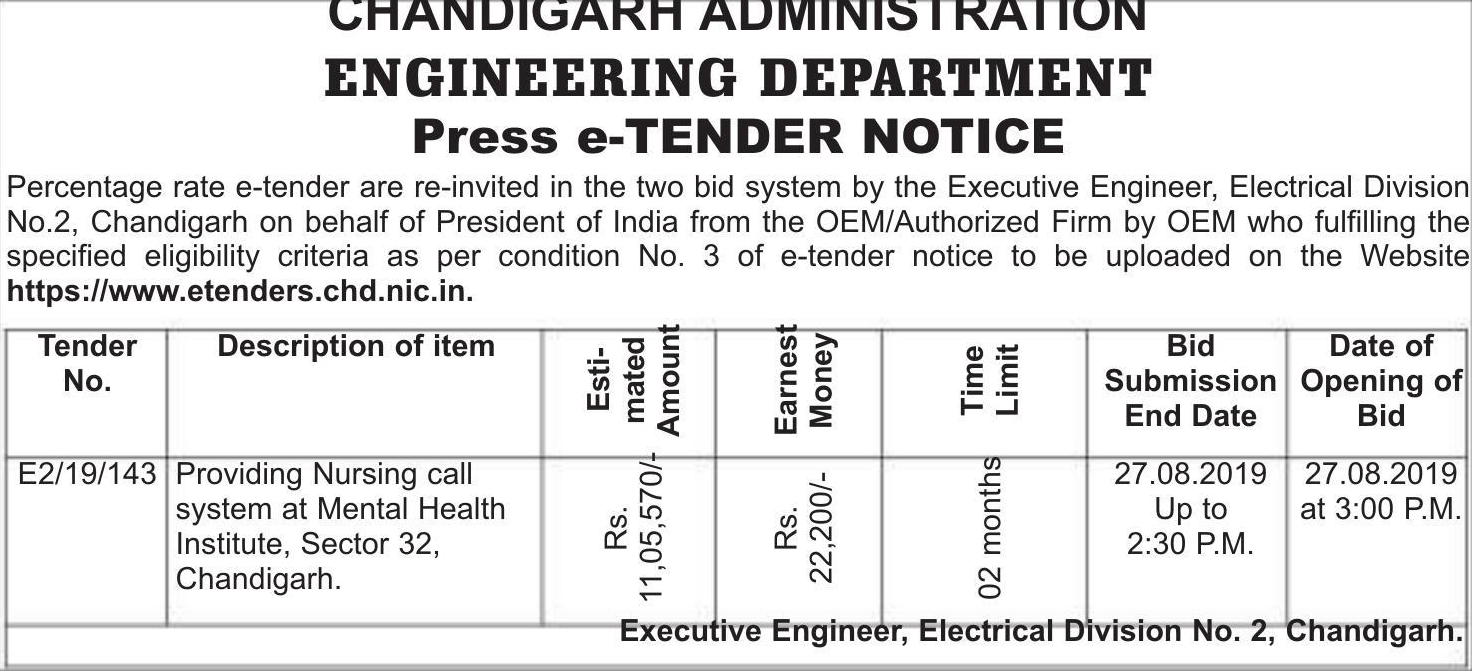 CHANDIGARH ADMINISTRATION
ENGINEERING DEPARTMENT
Press e-TENDER NOTICE
Percentage rate e-tender are re-invited in the two bid system by the Executive Engineer, Electrical Division
No.2, Chandigarh on behalf of President of India from the OEM/Authorized Firm by OEM who fulfilling the
specified eligibility criteria as per condition No. 3 of e-tender notice to be uploaded on the Website
https://www.etenders.chd.nic.in.
Tender
No.
Description of item
Esti-
mated
Amount
Earnest
Money
Time
Limit
Bid
Submission
End Date
Date of
Opening of
Bid
E2/19/143
Providing Nursing call
system at Mental Health
Institute, Sector 32,
Chandigarh.
Rs.
11,05,570/-
Rs.
22,200/-
02 months
27.08.2019
Up to
2:30 P.M.
27.08.2019
at 3:00 P.M.
Executive Engineer, Electrical Division No. 2, Chandigarh.